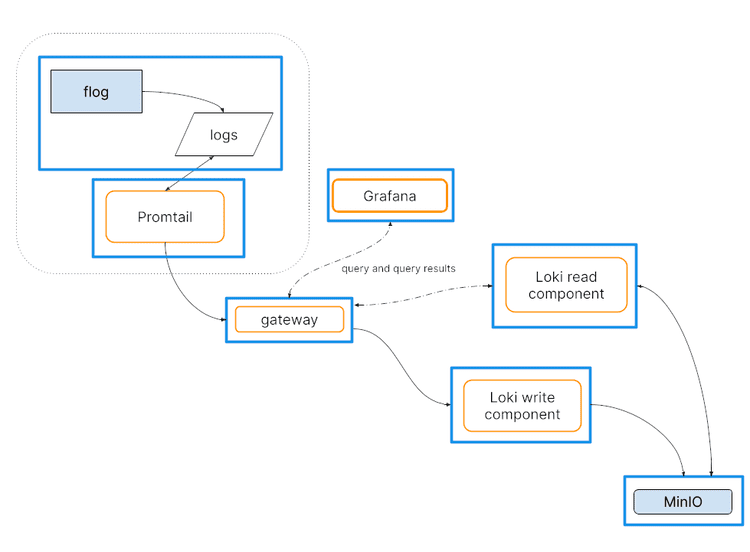 flog
logs
Promtail
Grafana
query and query results
Loki read
component
gateway
Loki write
component
MinIO